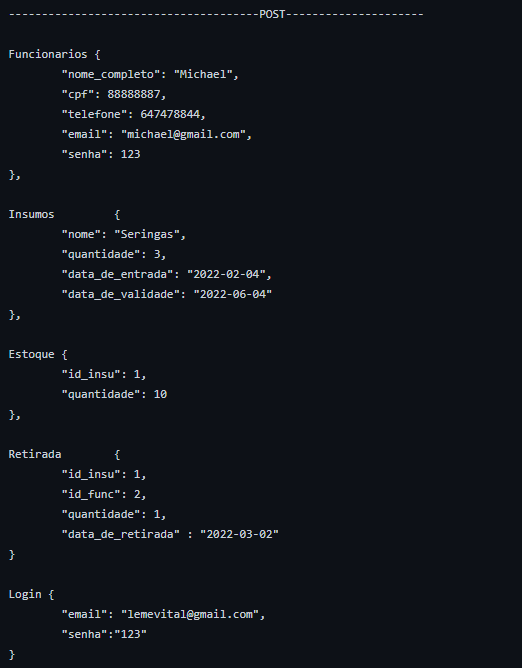 --------------------------------------POST---------------------
Funcionarios {
"nome_completo": "Michael",
"cpf": 88888887,
"telefone": 647478844,
"email": "michael@gmail.com",
"senha": 123
},
Insumos {
"nome": "Seringas",
"quantidade": 3,
"data_de_entrada": "2022-02-04",
"data_de_validade": "2022-06-04"
},
Estoque {
"id_insu": 1,
"quantidade": 10
},
Retirada {
"id_insu": 1,
"id_func": 2,
"quantidade": 1,
"data_de_retirada" : "2022-03-02"
}
Login {
"email": "lemevital@gmail.com",
"senha":"123"
}